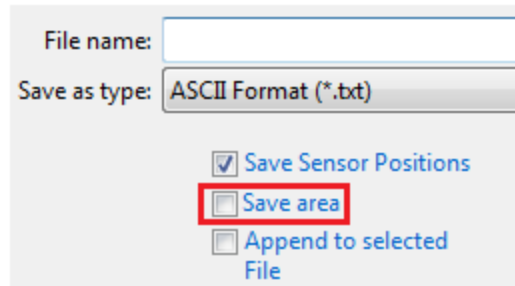 File name:
Save as type: ASCII Format (*.txt)
Save Sensor Positions
Save area
Append to selected
File